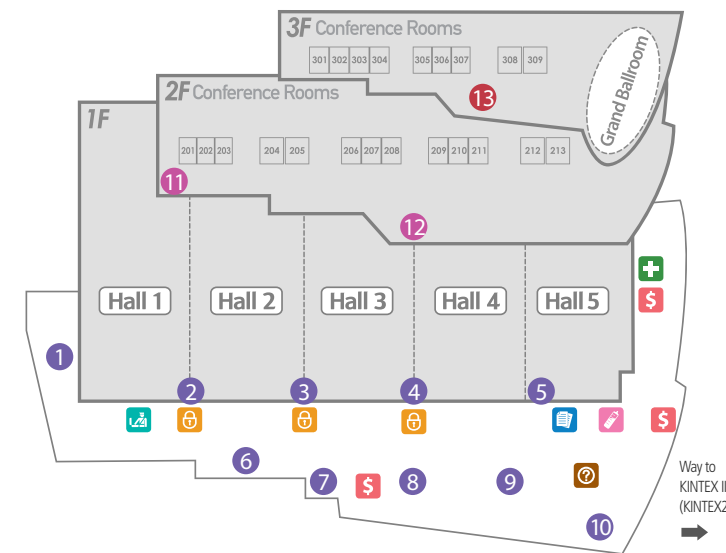 3F Conference Rooms
301 302 303 304
305 306 307
308 309
Grand Ballroom
13
2F Conference Rooms
201 202 203
204 205
206 207 208
209 210 211
212 213
11
12
1F
Hall 1
Hall 2
Hall 3
Hall 4
Hall 5
$
1
2
3
4
5
$
6
7
$
8
9
?
10
Way to
KINTEX II
(KINTEX2